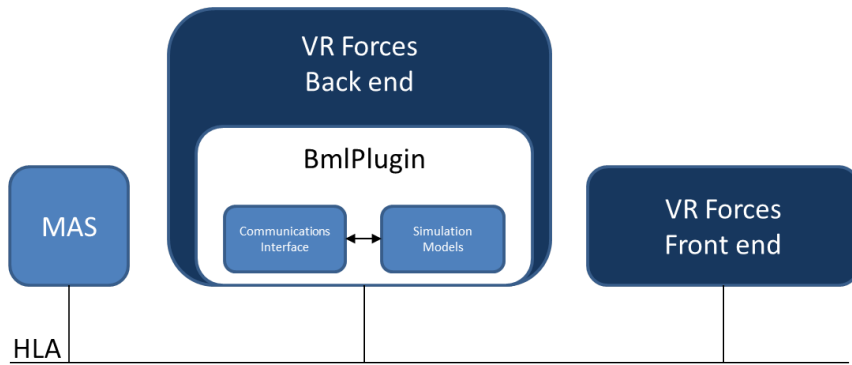 VR Forces
Back end
BmlPlugin
MAS
Communications
Interface
Simulation
Models
VR Forces
Front end
HLA